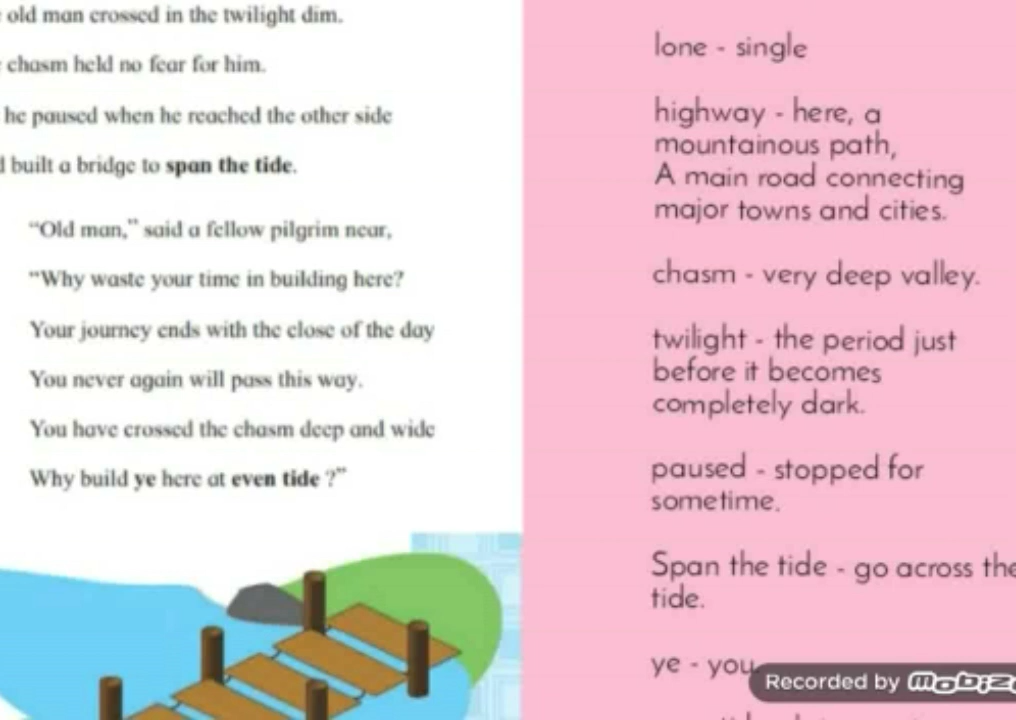 old man crossed in the twilight dim.
chasm held no fear for him.
he paused when he reached the other side
built a bridge to span the tide.
“Old man,” said a fellow pilgrim near,
“Why waste your time in building here?
Your journey ends with the close of the day
You never again will pass this way.
You have crossed the chasm deep and wide
Why build ye here at even tide ?”
lone - single
highway - here, a
mountainous path,
A main road connecting
major towns and cities.
chasm - very deep valley.
twilight - the period just
before it becomes
completely dark.
paused - stopped for
sometime.
Span the tide - go across the
tide.
ye - you
Recorded by